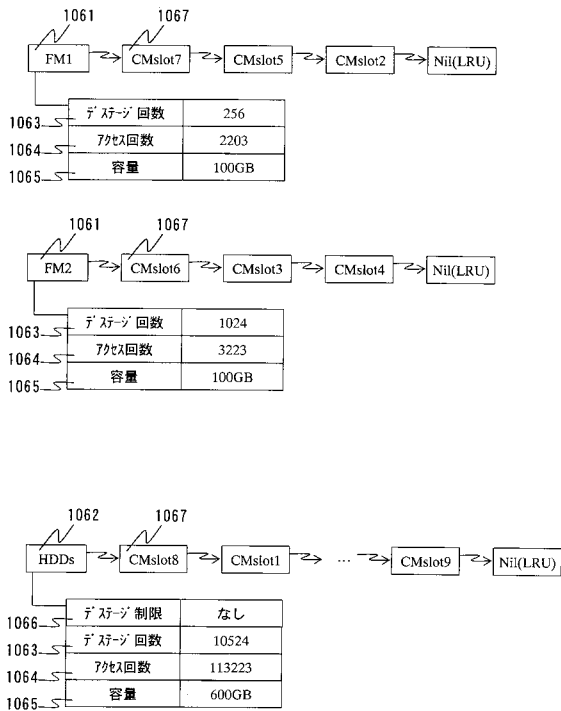 1061 1067
FM1 CMslot7 CMslot5 CMslot2 Nil(LRU)
1063 デステージ回数 256
1064 アクセス回数 2203
1065 容量 100GB
1061 1067
FM2 CMslot6 CMslot3 CMslot4 Nil(LRU)
1063 デステージ回数 1024
1064 アクセス回数 3223
1065 容量 100GB
1062 1067
HDDs CMslot8 CMslot1 ... CMslot9 Nil(LRU)
1066 デステージ制限 なし
1063 デステージ回数 10524
1064 アクセス回数 113223
1065 容量 600GB